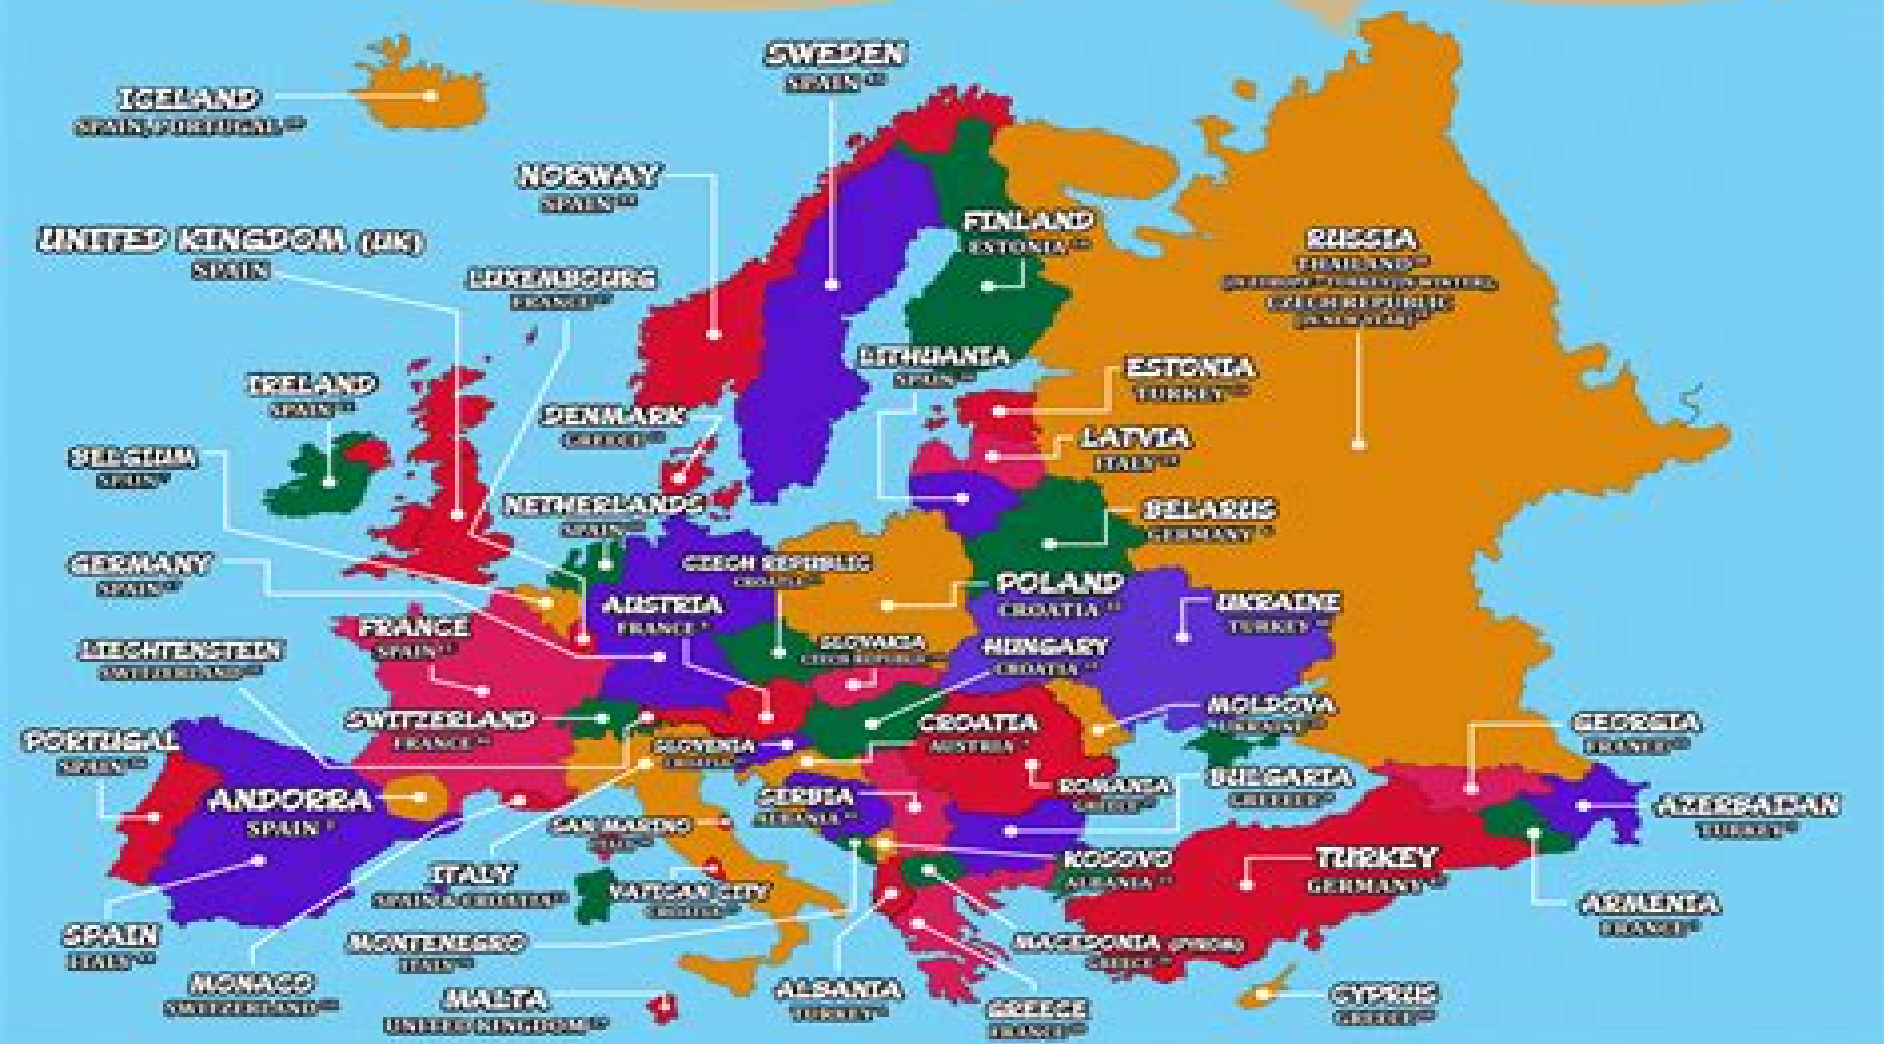 SWEDEN
SPAIN
ICELAND
SPAIN, PORTUGAL
NORWAY
SPAIN
UNITED KINGDOM (UK)
SPAIN
LUXEMBOURG
FRANCE
FINLAND
ESTONIA
RUSSIA
THAILAND
CZECH REPUBLIC
LITHUANIA
SPAIN
ESTONIA
TURKEY
IRELAND
SPAIN
DENMARK
GREECE
LATVIA
ITALY
BELGIUM
SPAIN
NETHERLANDS
SPAIN
BELARUS
GERMANY
GERMANY
SPAIN
CZECH REPUBLIC
CROATIA
POLAND
CROATIA
AUSTRIA
FRANCE
UKRAINE
TURKEY
FRANCE
SPAIN
SLOVAKIA
CZECH REPUBLIC
HUNGARY
CROATIA
LIECHTENSTEIN
SWITZERLAND
MOLDOVA
UKRAINE
SWITZERLAND
FRANCE
CROATIA
AUSTRIA
GEORGIA
FRANCE
PORTUGAL
SPAIN
SLOVENIA
CROATIA
ROMANIA
GREECE
BULGARIA
GREECE
ANDORRA
SPAIN
SERBIA
ALBANIA
AZERBAIJAN
TURKEY
SAN MARINO
KOSOVO
ALBANIA
TURKEY
GERMANY
ITALY
SPAIN & CROATIA
VATICAN CITY
CROATIA
ARMENIA
FRANCE
SPAIN
ITALY
MONTENEGRO
ITALY
MACEDONIA (FYROM)
GREECE
MONACO
SWITZERLAND
MALTA
UNITED KINGDOM
ALBANIA
TURKEY
GREECE
FRANCE
CYPRUS
GREECE